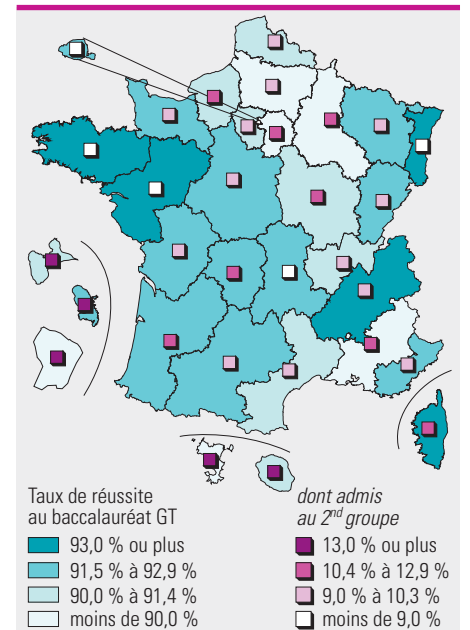 Taux de réussite
au baccalauréat GT
93,0 % ou plus
91,5 % à 92,9 %
90,0 % à 91,4 %
moins de 90,0 %
dont admis
au 2nd groupe
13,0 % ou plus
10,4 % à 12,9 %
9,0 % à 10,3 %
moins de 9,0 %